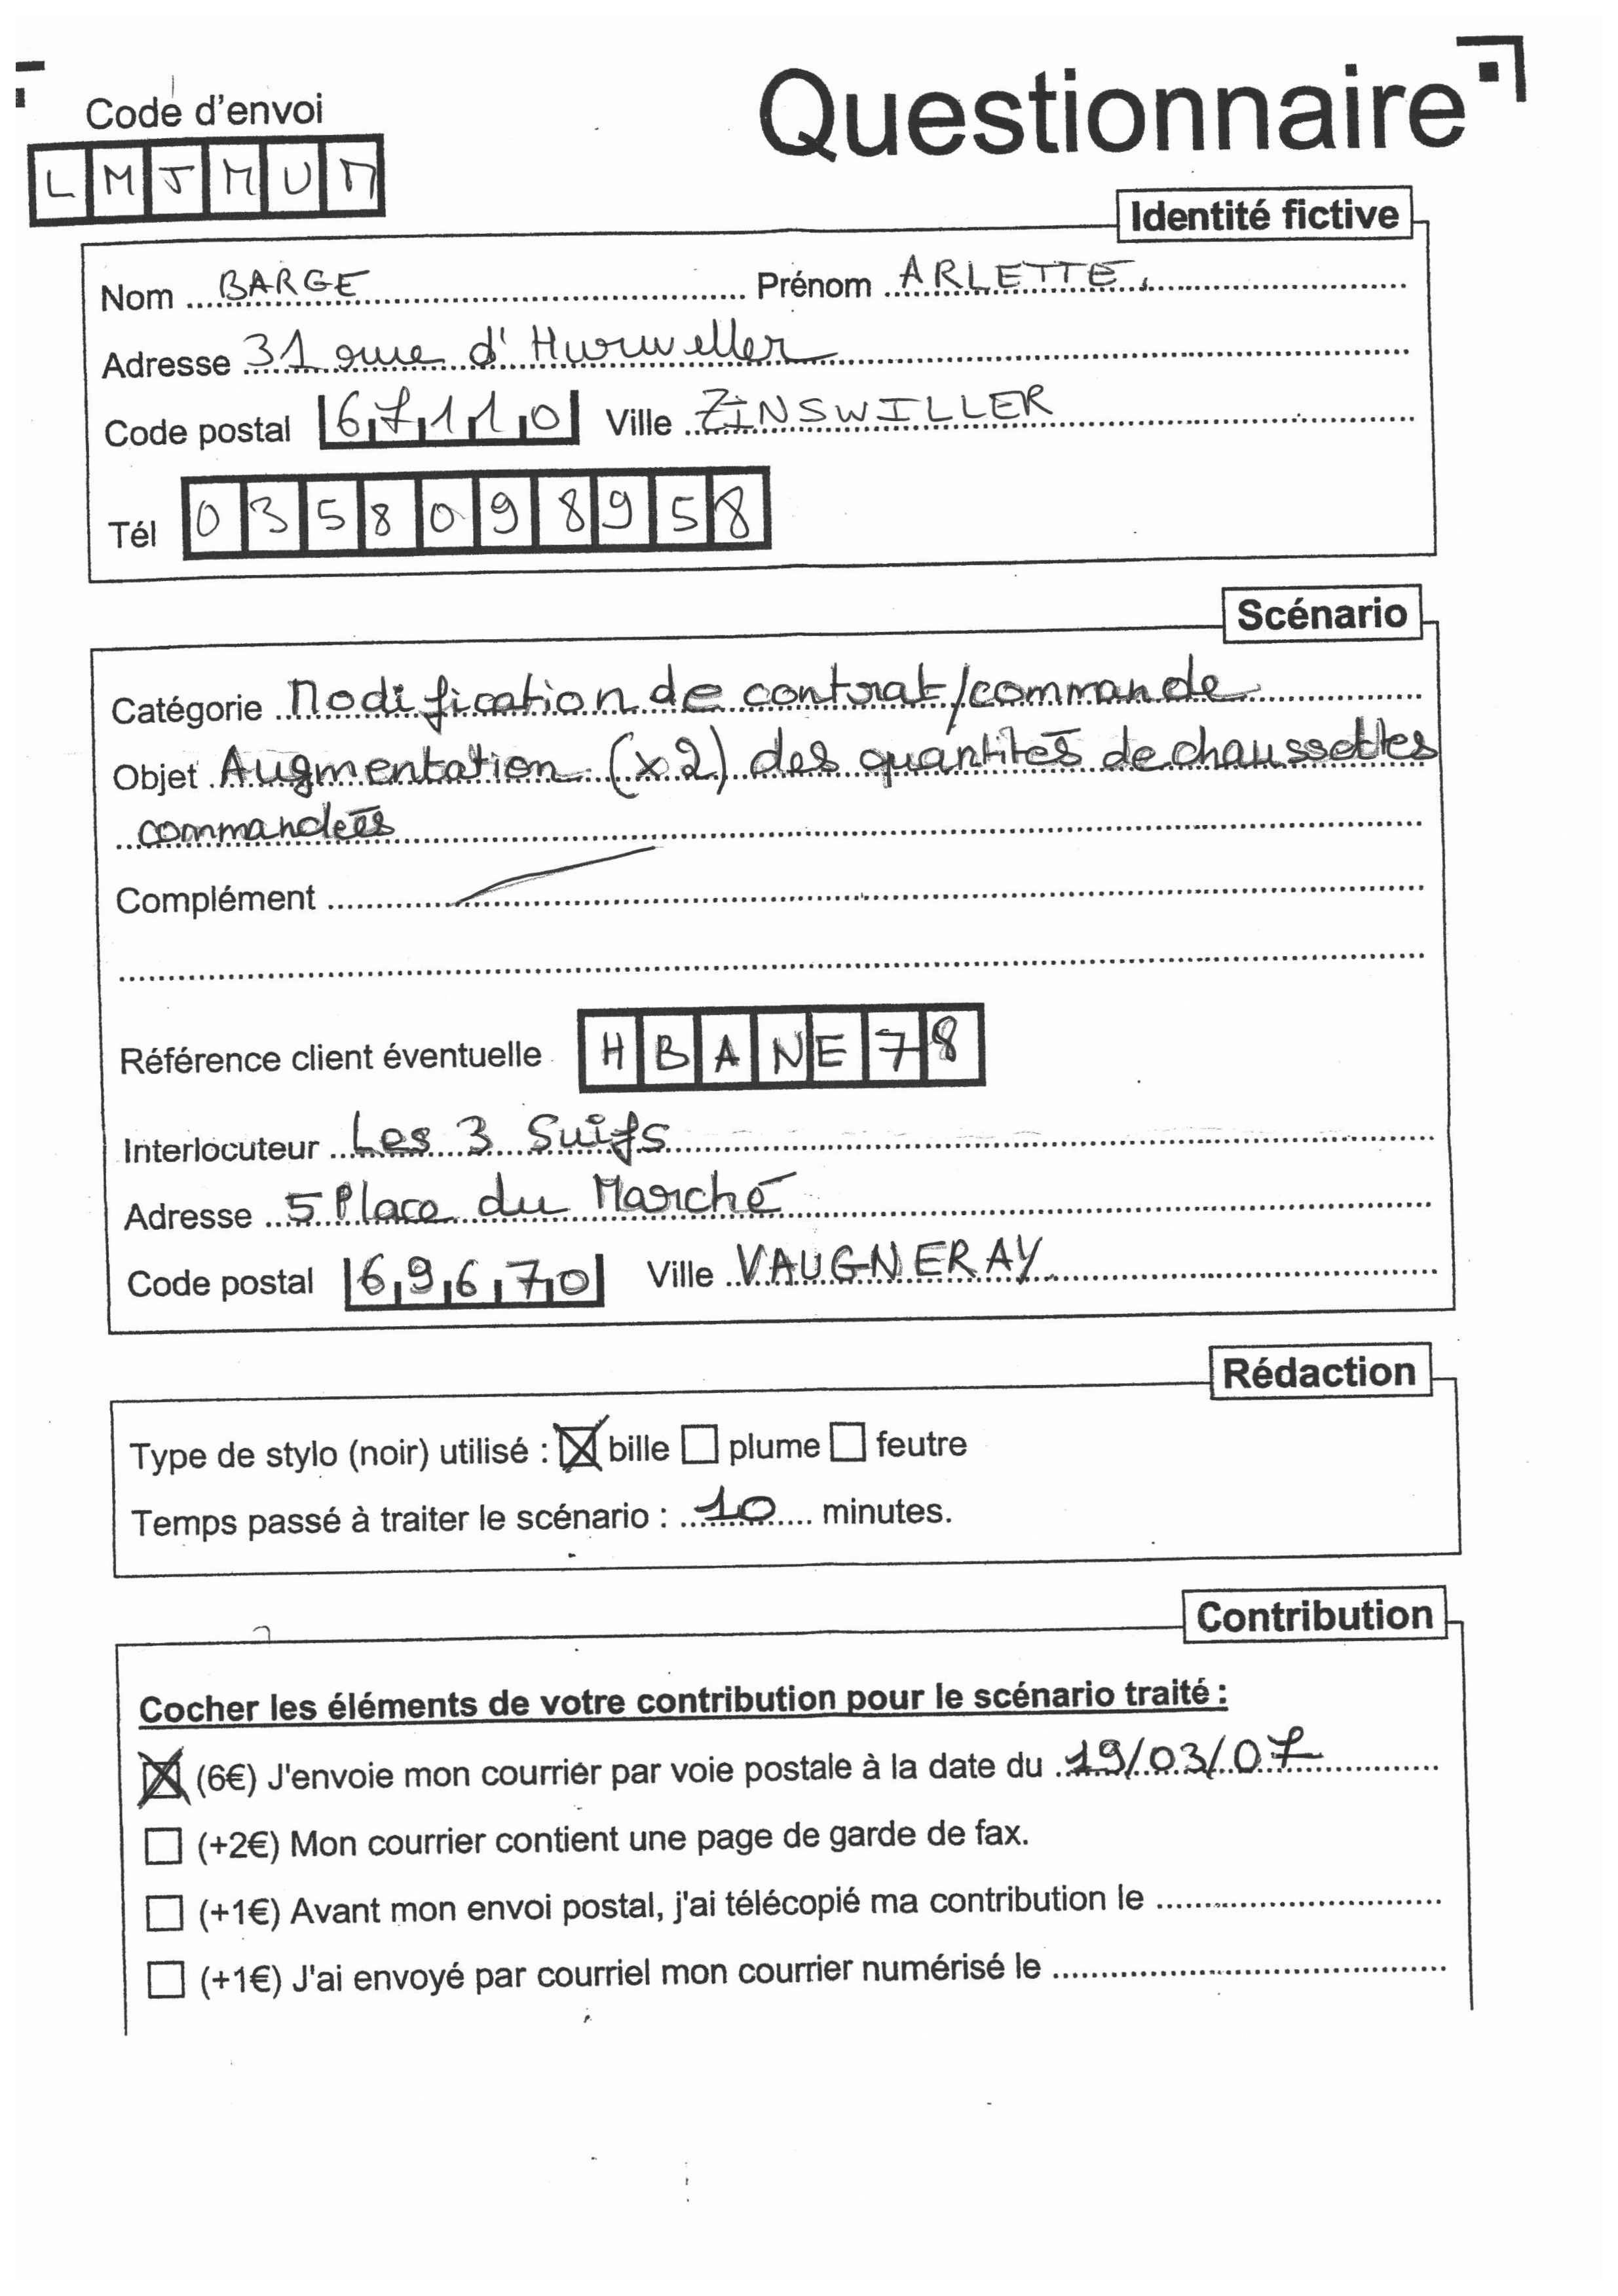 Questionnaire
Code d'envoi
LMJMUM
Identité fictive
Nom BARGE Prénom ARLETTE
Adresse 31 rue d'Hurweller
Code postal 67110 Ville ZINSWILLER
Tél 0358098958
Scénario
Catégorie Modification de contrat/commande
Objet Augmentation (x2) des quantités de chaussettes
commandées
Complément
Référence client éventuelle HBANE78
Interlocuteur Les 3 Suifs
Adresse 5 Place du Marché
Code postal 69670 Ville VAUGNERAY
Rédaction
Type de stylo (noir) utilisé : ☒ bille ☐ plume ☐ feutre
Temps passé à traiter le scénario : 10 minutes.
Contribution
Cocher les éléments de votre contribution pour le scénario traité :
☒ (6€) J'envoie mon courrier par voie postale à la date du 19/03/07
☐ (+2€) Mon courrier contient une page de garde de fax.
☐ (+1€) Avant mon envoi postal, j'ai télécopié ma contribution le
☐ (+1€) J'ai envoyé par courriel mon courrier numérisé le